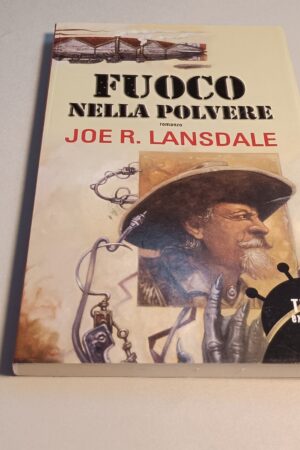 FUOCO
NELLA POLVERE
romanzo
JOE R. LANSDALE